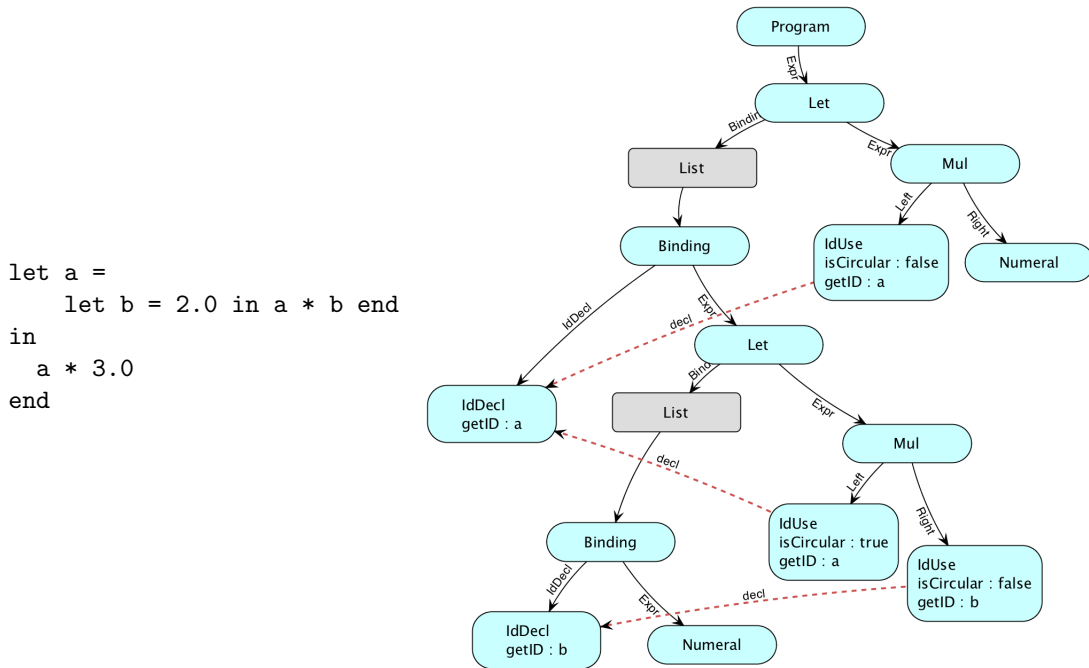 let a =
    let b = 2.0 in a * b end
in
  a * 3.0
end
Program
Expr
Let
Bindin
Expr
List
Mul
Left
Right
Binding
IdUse
isCircular : false
getID : a
Numeral
IdDecl
Expr
decl
Let
Bind
Expr
IdDecl
getID : a
List
Mul
decl
Left
Right
Binding
IdUse
isCircular : true
getID : a
IdUse
isCircular : false
getID : b
IdDecl
Expr
decl
IdDecl
getID : b
Numeral